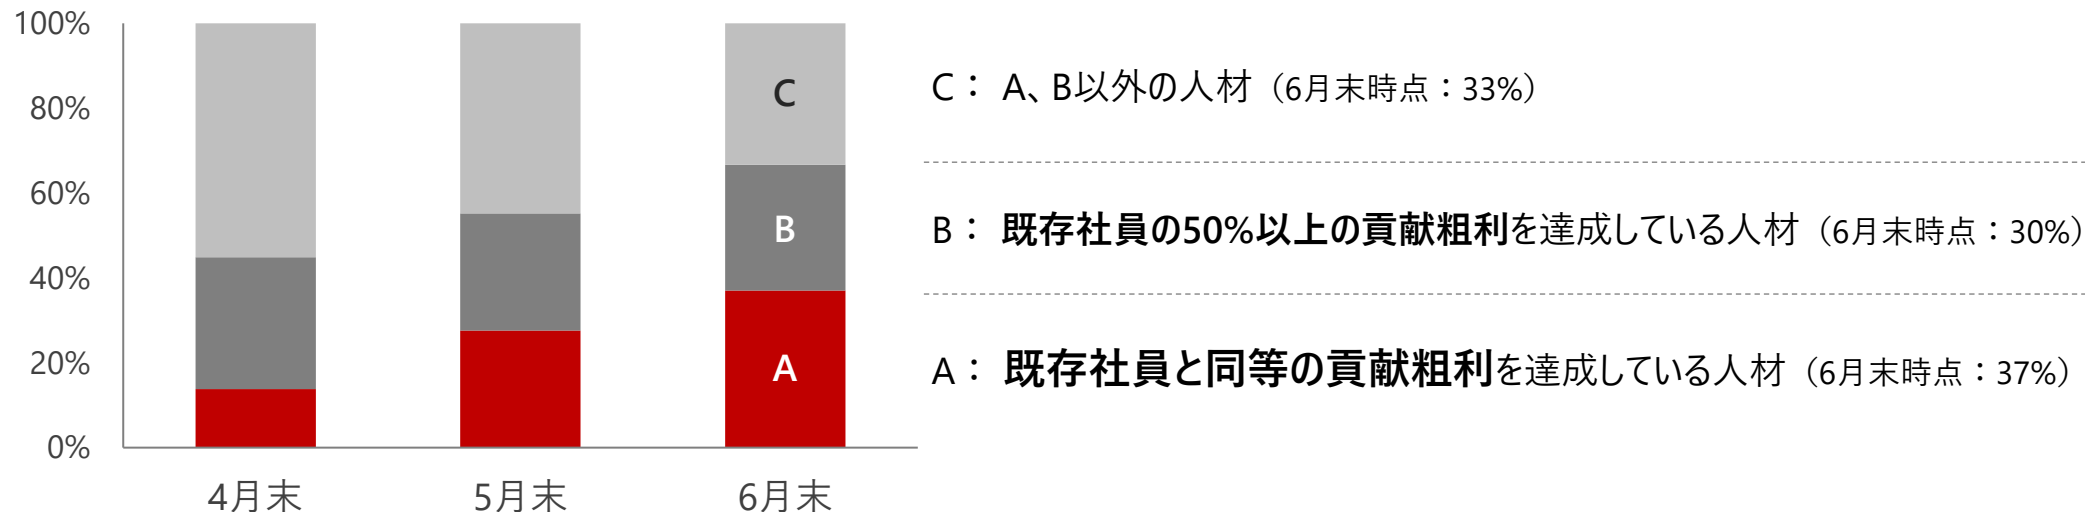 100%
80%
60%
40%
20%
0%
4月末
5月末
6月末
C
B
A
C： A、B以外の人材（6月末時点：33%）
B： 既存社員の50%以上の貢献粗利を達成している人材（6月末時点：30%）
A： 既存社員と同等の貢献粗利を達成している人材（6月末時点：37%）